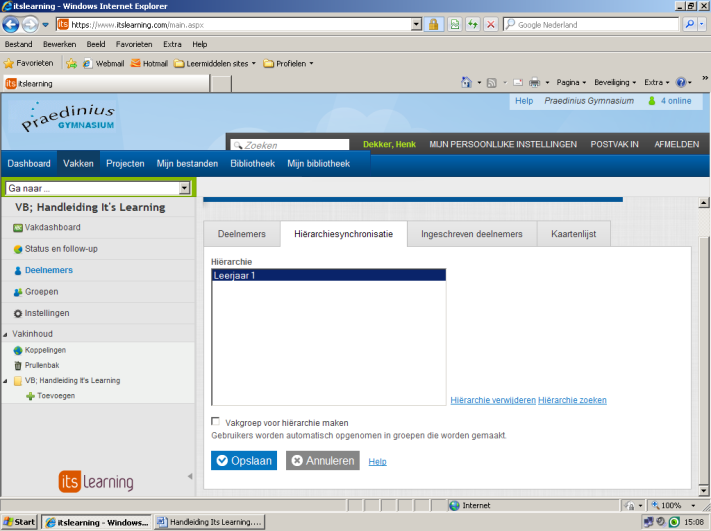 itslearning - Windows Internet Explorer
https://www.itslearning.com/main.aspx
Google Nederland
Bestand Bewerken Beeld Favorieten Extra Help
Favorieten Webmail Hotmail Leermiddelen sites Profielen
its itslearning
Pagina Beveiliging Extra
Help Praedinius Gymnasium 4 online
Praedinius
GYMNASIUM
Zoeken Dekker, Henk MIJN PERSOONLIJKE INSTELLINGEN POSTVAK IN AFMELDEN
Dashboard Vakken Projecten Mijn bestanden Bibliotheek Mijn bibliotheek
Ga naar ...
VB; Handleiding It's Learning
Vakdashboard
Status en follow-up
Deelnemers
Groepen
Instellingen
Vakinhoud
Koppelingen
Prullenbak
VB; Handleiding It's Learning
Toevoegen
its Learning
Deelnemers Hiërarchiesynchronisatie Ingeschreven deelnemers Kaartenlijst
Hiërarchie
Leerjaar 1
Hiërarchie verwijderen Hiërarchie zoeken
Vakgroep voor hiërarchie maken
Gebruikers worden automatisch opgenomen in groepen die worden gemaakt.
Opslaan Annuleren Help
Internet 100%
Start itslearning - Windows... Handleiding Its Learning.... 15:08